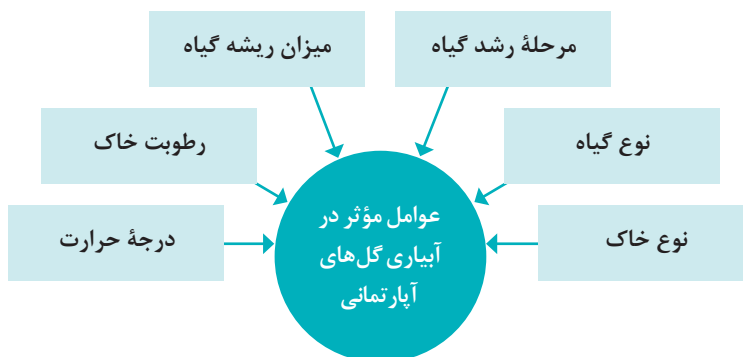 مرحلهٔ رشد گیاه
میزان ریشه گیاه
نوع گیاه
رطوبت خاک
نوع خاک
درجهٔ حرارت
عوامل مؤثر در
آبیاری گل‌های
آپارتمانی